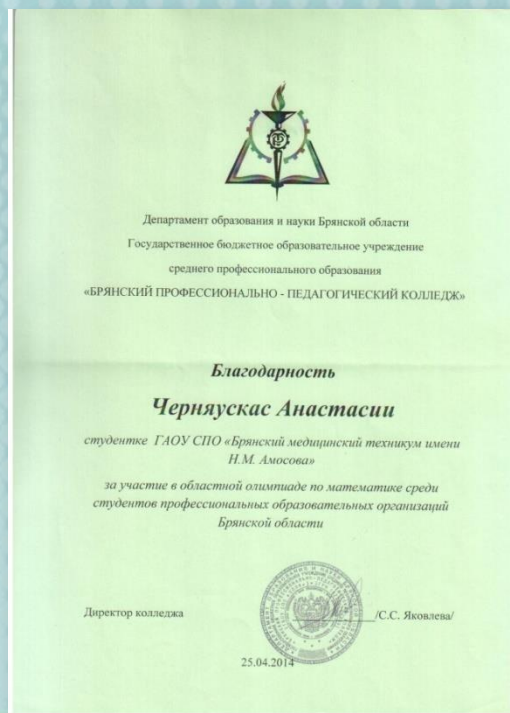 Департамент образования и науки Брянской области
Государственное бюджетное образовательное учреждение
среднего профессионального образования
«БРЯНСКИЙ ПРОФЕССИОНАЛЬНО - ПЕДАГОГИЧЕСКИЙ КОЛЛЕДЖ»
Благодарность
Черняускас Анастасии
студентке ГАОУ СПО «Брянский медицинский техникум имени
Н.М. Амосова»
за участие в областной олимпиаде по математике среди
студентов профессиональных образовательных организаций
Брянской области
Директор колледжа /С.С. Яковлева/
25.04.2014